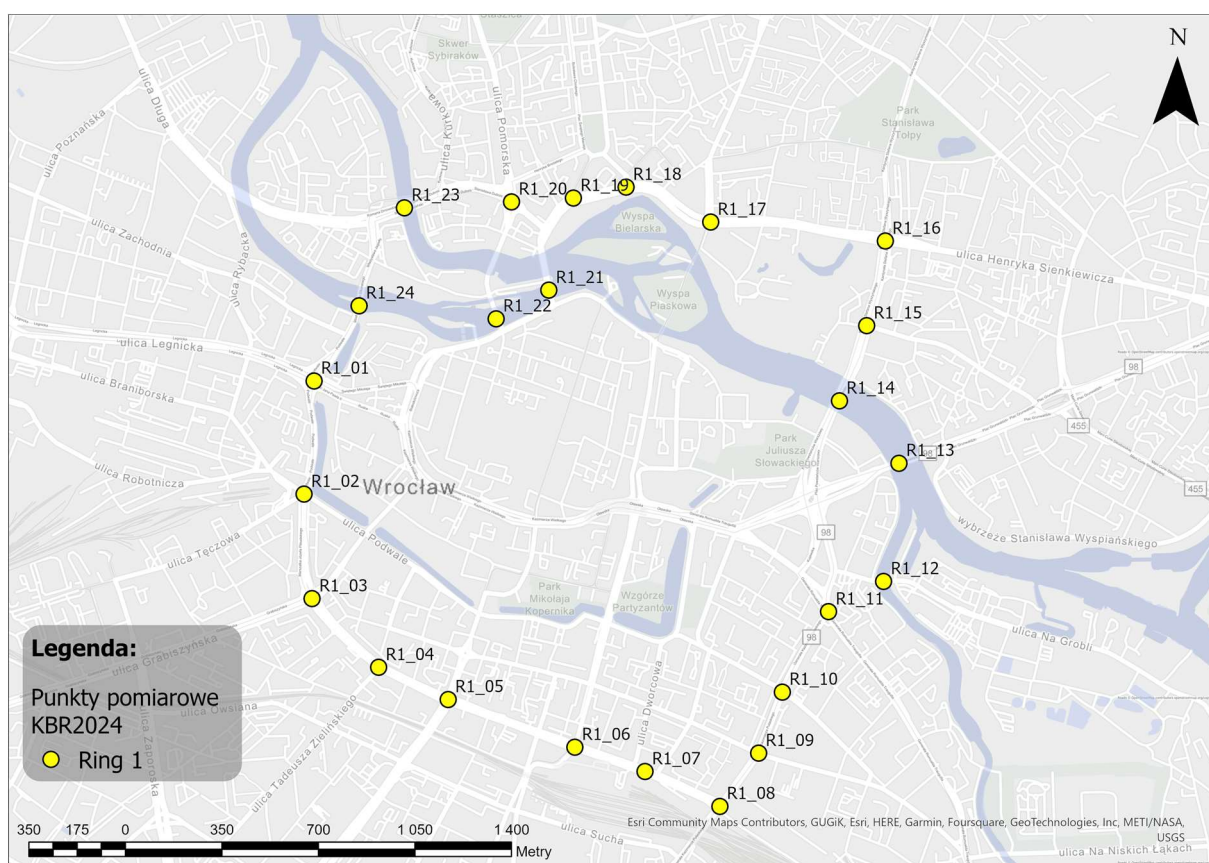 Staszica
N
Skwer
Sybiraków
ulica Długa
ulica Poznańska
ulica Kurkowa
ulica Pomorska
Park
Stanisława
Tołpy
R1_18
R1_19
R1_20
R1_23
R1_17
Wyspa
Bielarska
R1_16
ulica Henryka Sienkiewicza
ulica Zachodnia
ulica Rybacka
R1_21
Wyspa
Piaskowa
R1_24
R1_22
R1_15
ulica Legnicka
R1_01
98
ulica Braniborska
R1_14
455
Park
Juliusza
Słowackiego
R1_13
ulica Robotnicza
R1_02
Wrocław
455
ulica Podwale
98
wybrzeże Stanisława Wyspiańskiego
ulica Tęczowa
R1_12
R1_03
Park
Mikołaja
Kopernika
Wzgórze
Partyzantów
R1_11
98
ulica Na Grobli
Legenda:
ulica Grabiszyńska
R1_04
Punkty pomiarowe
KBR2024
ulica Owsiana
R1_05
R1_10
ulica Dworcowa
Ring 1
ulica Zaporoska
ulica Tadeusza Zielińskiego
R1_06
R1_09
R1_07
R1_08
350 175 0 350 700 1 050 1 400
Metry
ulica Sucha
Esri Community Maps Contributors, GUGiK, Esri, HERE, Garmin, Foursquare, GeoTechnologies, Inc, METI/NASA,
USGS
ulica Na Niskich Łąkach